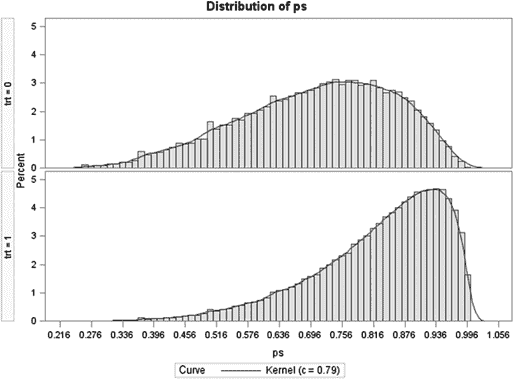 Distribution of ps
trt = 0
5
4
3
2
1
0
Percent
trt = 1
5
4
3
2
1
0
0.216 0.276 0.336 0.396 0.456 0.516 0.576 0.636 0.696 0.756 0.816 0.876 0.936 0.996 1.056
ps
Curve Kernel (c = 0.79)